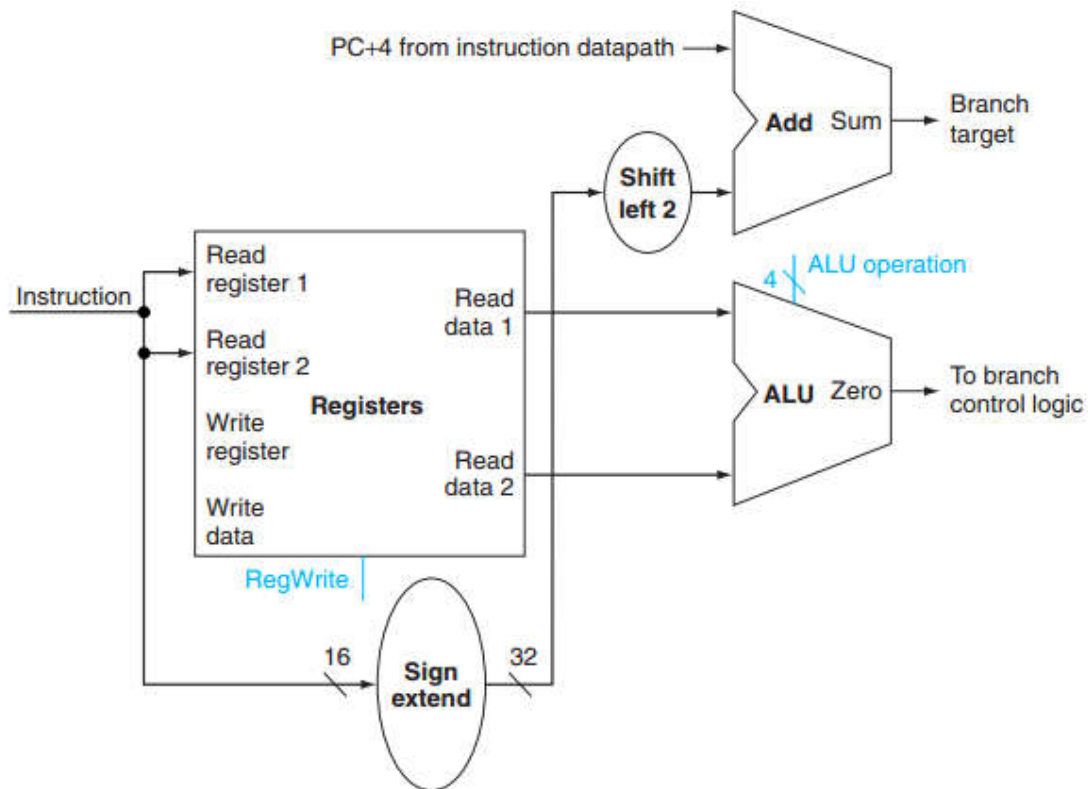 PC+4 from instruction datapath
Add Sum
Branch
target
Shift
left 2
Instruction
Read
register 1
Read
register 2
Write
register
Write
data
Registers
Read
data 1
Read
data 2
RegWrite
4
ALU operation
ALU Zero
To branch
control logic
16
Sign
extend
32